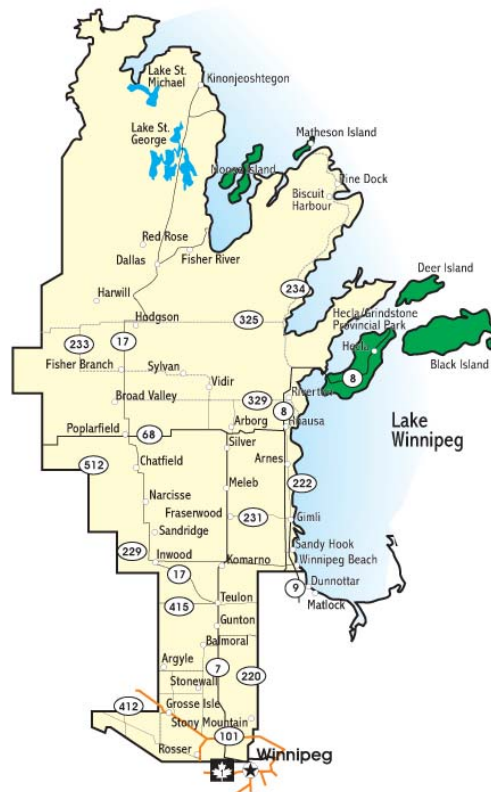 Lake St.
Michael
Kinonjeoshtegon
Lake St.
George
Matheson Island
Moose Island
Pine Dock
Biscuit
Harbour
Red Rose
Dallas
Fisher River
Harwill
234
Deer Island
Hecla/Grindstone
Provincial Park
Hodgson
325
233
17
Hecla
Black Island
Fisher Branch
Sylvan
Vidir
8
Broad Valley
329
Riverton
8
Lake
Winnipeg
Poplarfield
68
Arborg
Hnausa
Silver
512
Chatfield
Arnes
222
Narcisse
Meleb
Fraserwood
231
Gimli
Sandridge
229
Inwood
Komarno
Sandy Hook
Winnipeg Beach
17
9
Dunnottar
Matlock
415
Teulon
Gunton
Balmoral
Argyle
7
220
Stonewall
412
Grosse Isle
Stony Mountain
101
Rosser
1
Winnipeg